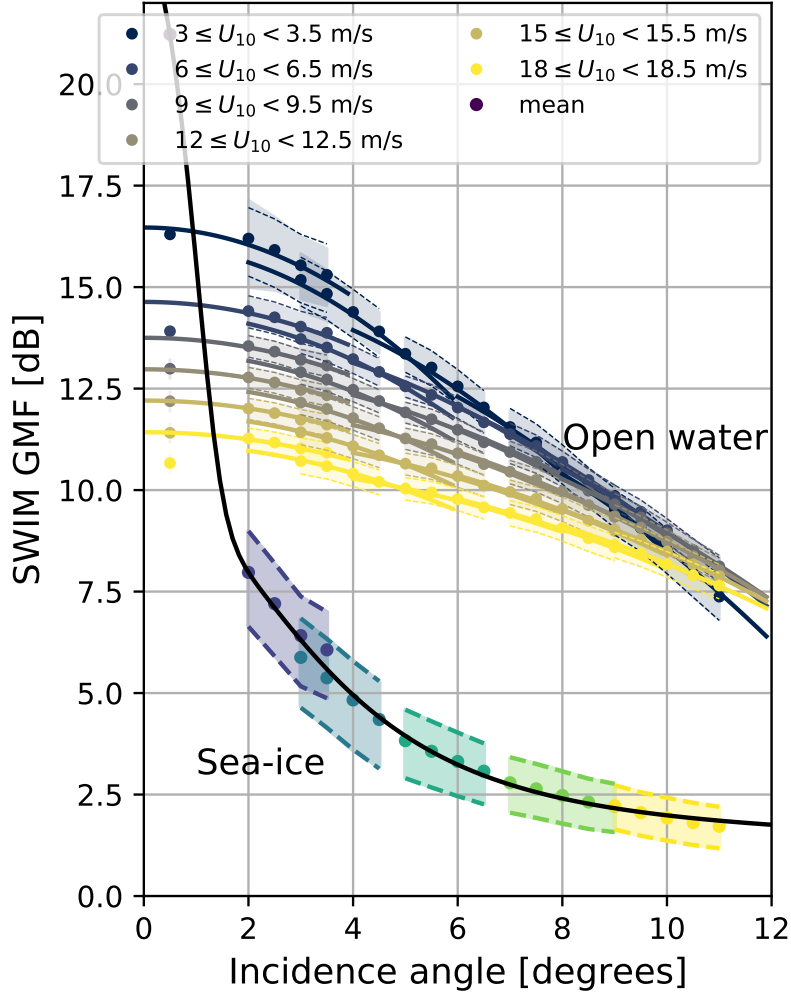 3 ≤ U₁₀ < 3.5 m/s
6 ≤ U₁₀ < 6.5 m/s
9 ≤ U₁₀ < 9.5 m/s
12 ≤ U₁₀ < 12.5 m/s
15 ≤ U₁₀ < 15.5 m/s
18 ≤ U₁₀ < 18.5 m/s
mean
20.0
17.5
15.0
12.5
10.0
7.5
5.0
2.5
0.0
SWIM GMF [dB]
Open water
Sea-ice
0 2 4 6 8 10 12
Incidence angle [degrees]